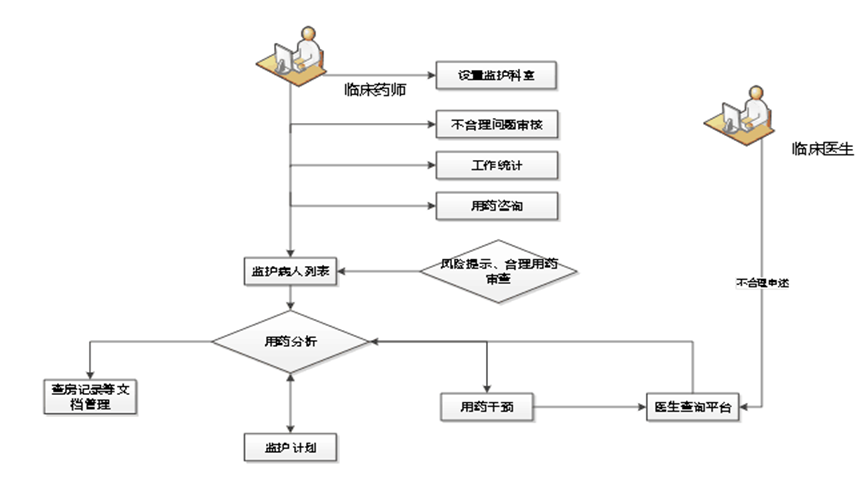 临床药师
设置监护科室
不合理问题审核
临床医生
工作统计
用药咨询
监护病人列表
风险提示、合理用药
审查
不合理申述
用药分析
查房记录等文
档管理
用药干预
医生查询平台
监护计划